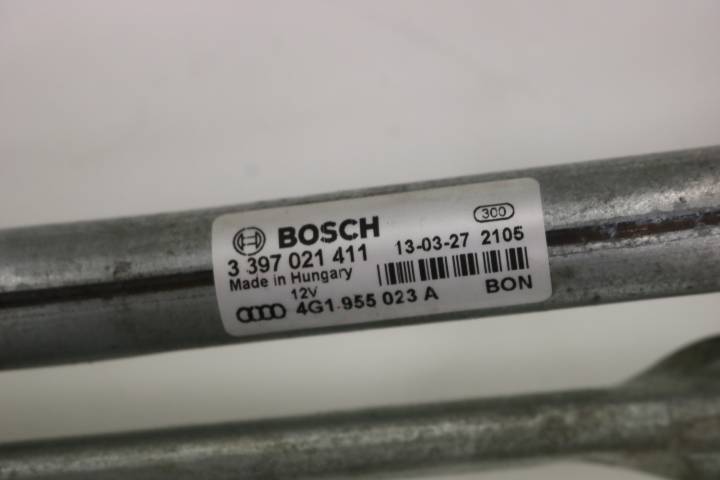 BOSCH
300
3 397 021 411
13-03-27 2105
Made in Hungary
12V
4G1 955 023 A
BON